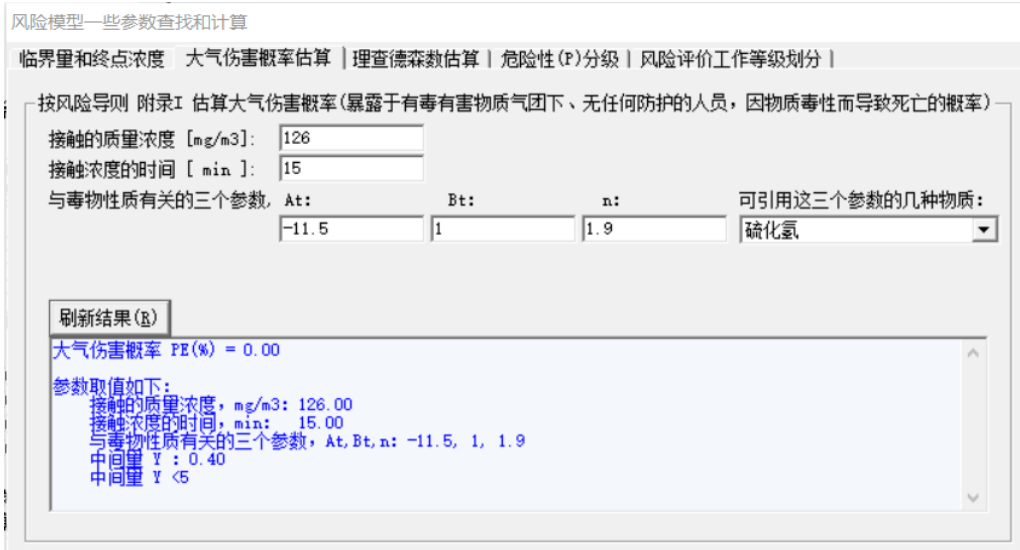 风险模型一些参数查找和计算
临界量和终点浓度 大气伤害概率估算 | 理查德森数估算 | 危险性(P)分级 | 风险评价工作等级划分 |
按风险导则 附录I 估算大气伤害概率(暴露于有毒有害物质气团下、无任何防护的人员，因物质毒性而导致死亡的概率)
接触的质量浓度 [mg/m3]: 126
接触浓度的时间 [ min ]: 15
与毒物性质有关的三个参数, At: Bt: n: 可引用这三个参数的几种物质:
-11.5 1 1.9 硫化氢
刷新结果(R)
大气伤害概率 PE(%) = 0.00
参数取值如下:
接触的质量浓度，mg/m3: 126.00
接触浓度的时间，min: 15.00
与毒物性质有关的三个参数，At,Bt,n: -11.5, 1, 1.9
中间量 Y : 0.40
中间量 Y <5